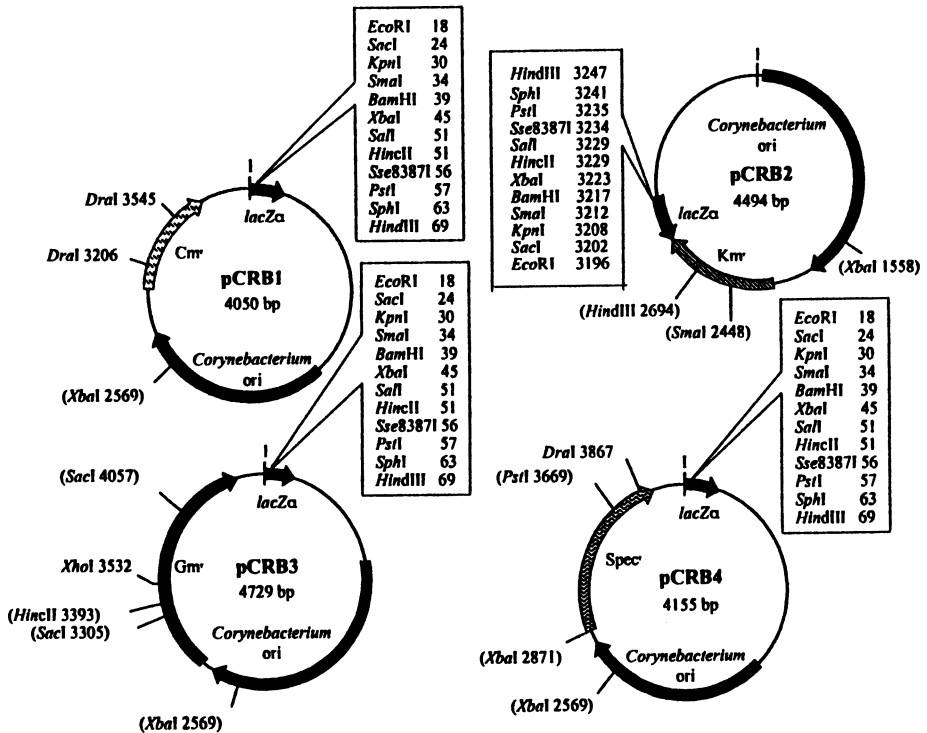 EcoRI 18
SacI 24
KpnI 30
SmaI 34
BamHI 39
XbaI 45
SalI 51
HincII 51
Sse8387I 56
PstI 57
SphI 63
HindIII 69
I
lacZα
DraI 3545
DraI 3206
Cmr
pCRB1
4050 bp
Corynebacterium
ori
(XbaI 2569)
HindIII 3247
SphI 3241
PstI 3235
Sse8387I 3234
SalI 3229
HincII 3229
XbaI 3223
BamHI 3217
SmaI 3212
KpnI 3208
SacI 3202
EcoRI 3196
I
Corynebacterium
ori
pCRB2
4494 bp
lacZα
Kmr
(XbaI 1558)
(HindIII 2694)
(SmaI 2448)
EcoRI 18
SacI 24
KpnI 30
SmaI 34
BamHI 39
XbaI 45
SalI 51
HincII 51
Sse8387I 56
PstI 57
SphI 63
HindIII 69
I
lacZα
(SacI 4057)
XhoI 3532
Gmr
(HincII 3393)
(SacI 3305)
pCRB3
4729 bp
Corynebacterium
ori
(XbaI 2569)
EcoRI 18
SacI 24
KpnI 30
SmaI 34
BamHI 39
XbaI 45
SalI 51
HincII 51
Sse8387I 56
PstI 57
SphI 63
HindIII 69
I
lacZα
DraI 3867
(PstI 3669)
Specr
pCRB4
4155 bp
Corynebacterium
ori
(XbaI 2871)
(XbaI 2569)